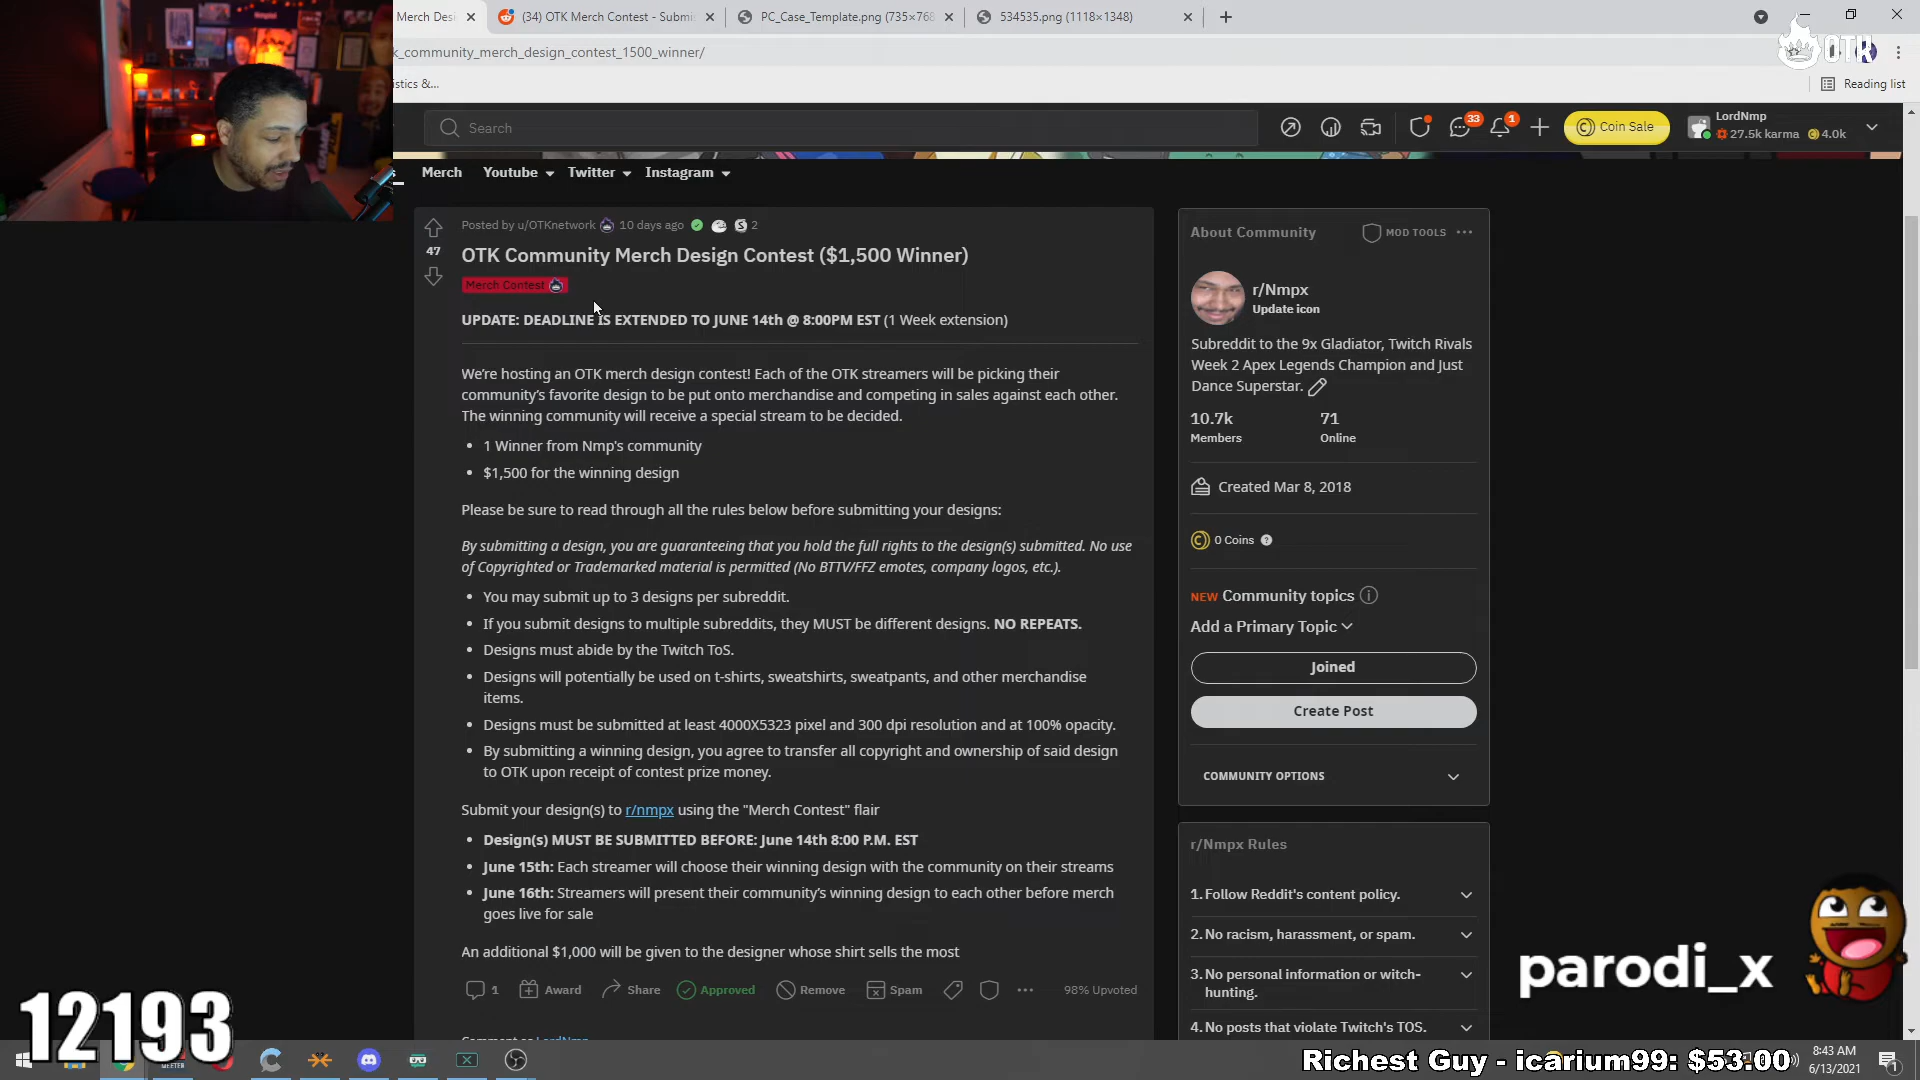 Merch Desi
(34) OTK Merch Contest - Submis
PC_Case_Template.png (735×768
534535.png (1118×1348)
k_community_merch_design_contest_1500_winner/
OTK
istics &...
Reading list
Search
33
1
Coin Sale
LordNmp
27.5k karma
4.0k
Merch Youtube Twitter Instagram
Posted by u/OTKnetwork 10 days ago 2
47
OTK Community Merch Design Contest ($1,500 Winner)
Merch Contest
UPDATE: DEADLINE IS EXTENDED TO JUNE 14th @ 8:00PM EST (1 Week extension)
We're hosting an OTK merch design contest! Each of the OTK streamers will be picking their
community's favorite design to be put onto merchandise and competing in sales against each other.
The winning community will receive a special stream to be decided.
• 1 Winner from Nmp's community
• $1,500 for the winning design
Please be sure to read through all the rules below before submitting your designs:
By submitting a design, you are guaranteeing that you hold the full rights to the design(s) submitted. No use
of Copyrighted or Trademarked material is permitted (No BTTV/FFZ emotes, company logos, etc.).
• You may submit up to 3 designs per subreddit.
• If you submit designs to multiple subreddits, they MUST be different designs. NO REPEATS.
• Designs must abide by the Twitch ToS.
• Designs will potentially be used on t-shirts, sweatshirts, sweatpants, and other merchandise
items.
• Designs must be submitted at least 4000X5323 pixel and 300 dpi resolution and at 100% opacity.
• By submitting a winning design, you agree to transfer all copyright and ownership of said design
to OTK upon receipt of contest prize money.
Submit your design(s) to r/nmpx using the "Merch Contest" flair
• Design(s) MUST BE SUBMITTED BEFORE: June 14th 8:00 P.M. EST
• June 15th: Each streamer will choose their winning design with the community on their streams
• June 16th: Streamers will present their community's winning design to each other before merch
goes live for sale
An additional $1,000 will be given to the designer whose shirt sells the most
1 Award Share Approved Remove Spam 98% Upvoted
Comment as LordNmp
About Community
MOD TOOLS
r/Nmpx
Update icon
Subreddit to the 9x Gladiator, Twitch Rivals
Week 2 Apex Legends Champion and Just
Dance Superstar.
10.7k 71
Members Online
Created Mar 8, 2018
0 Coins
NEW Community topics
Add a Primary Topic
Joined
Create Post
COMMUNITY OPTIONS
r/Nmpx Rules
1. Follow Reddit's content policy.
2. No racism, harassment, or spam.
3. No personal information or witch-
hunting.
4. No posts that violate Twitch's TOS.
parodi_x
12193
MEETER
Richest Guy - icarium99: $53.00
8:43 AM
6/13/2021
1